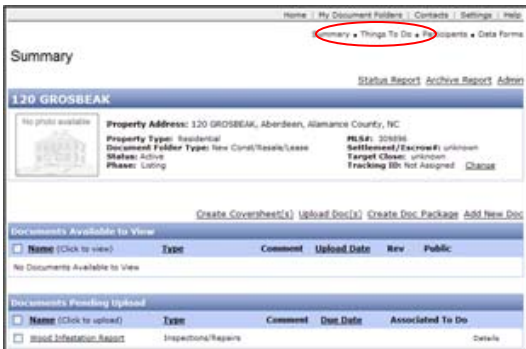 Home | My Document Folders | Contacts | Settings | Help
Summary • Things To Do • Participants • Data Forms
Summary
Status Report Archive Report Admin
120 GROSBEAK
No photo available
Property Address: 120 GROSBEAK, Aberdeen, Alamance County, NC
Property Type: Residential MLS#: 309896
Document Folder Type: New Const/Resale/Lease Settlement/Escrow#: unknown
Status: Active Target Close: unknown
Phase: Listing Tracking ID: Not Assigned Change
Create Coversheet(s) Upload Doc(s) Create Doc Package Add New Doc
Documents Available to View
Name (Click to view) Type Comment Upload Date Rev Public
No Documents Available to View
Documents Pending Upload
Name (Click to upload) Type Comment Due Date Associated To Do
Wood Infestation Report Inspections/Repairs Details